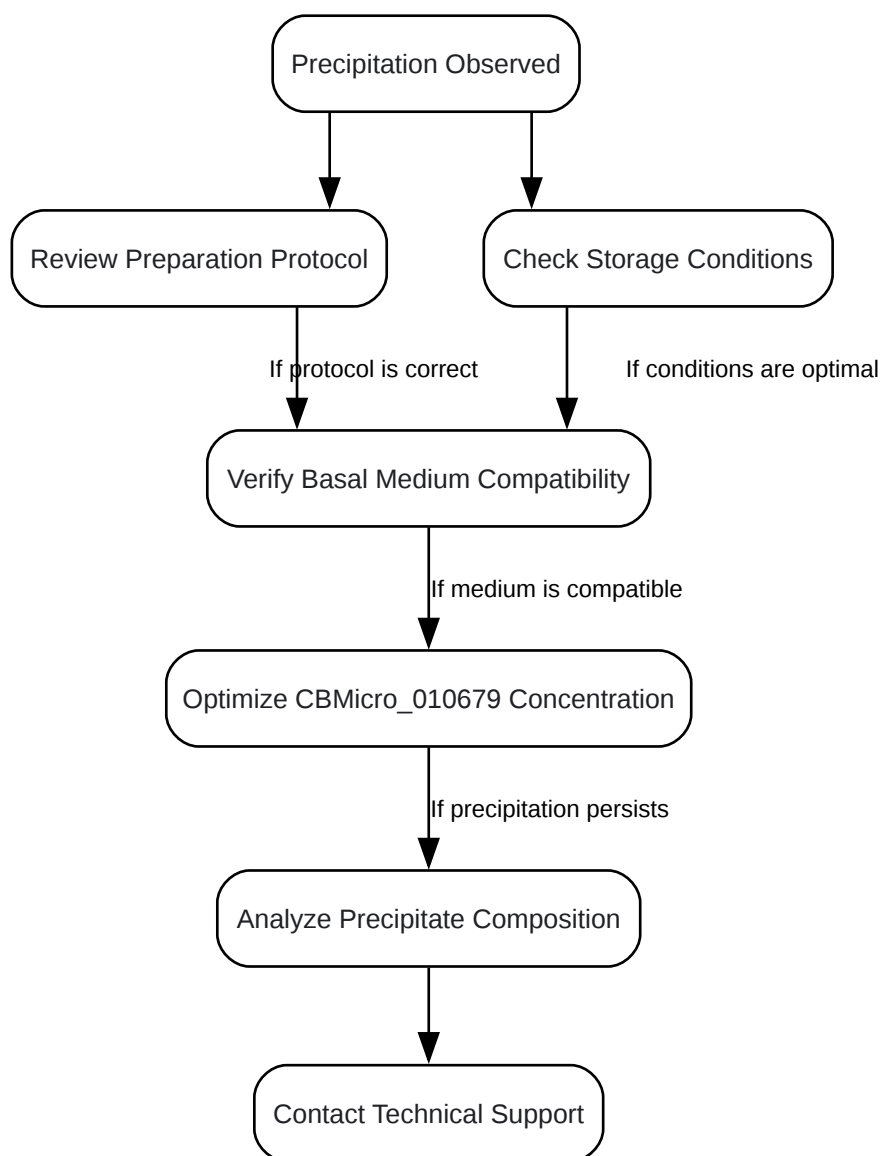 Precipitation Observed
Review Preparation Protocol
Check Storage Conditions
If protocol is correct
If conditions are optimal
Verify Basal Medium Compatibility
If medium is compatible
Optimize CBMicro_010679 Concentration
If precipitation persists
Analyze Precipitate Composition
Contact Technical Support